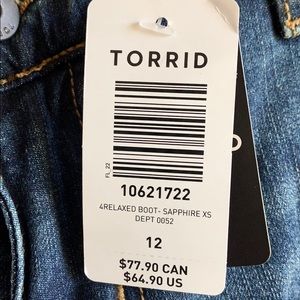 TORRID
FL 22
10621722
4RELAXED BOOT- SAPPHIRE XS
DEPT 0052
12
$77.90 CAN
$64.90 US